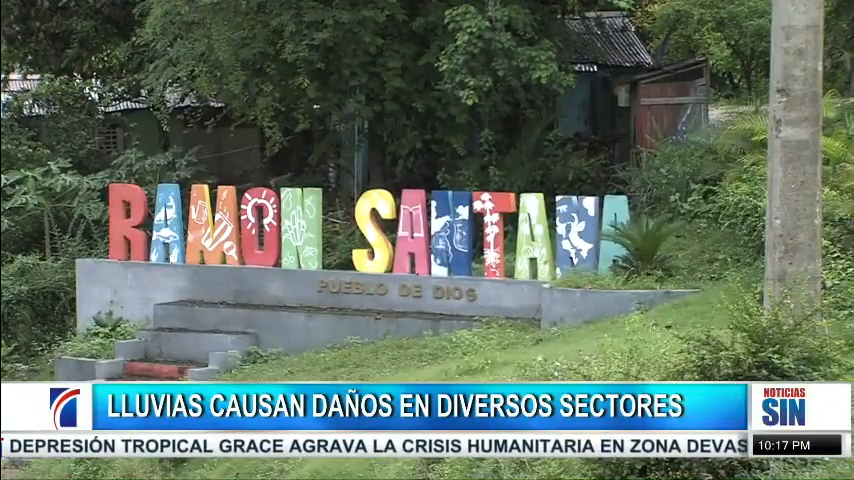 RAMON SANTANA
PUEBLO DE DIOS
LLUVIAS CAUSAN DAÑOS EN DIVERSOS SECTORES
NOTICIAS
SIN
DEPRESIÓN TROPICAL GRACE AGRAVA LA CRISIS HUMANITARIA EN ZONA DEVAS
10:17 PM